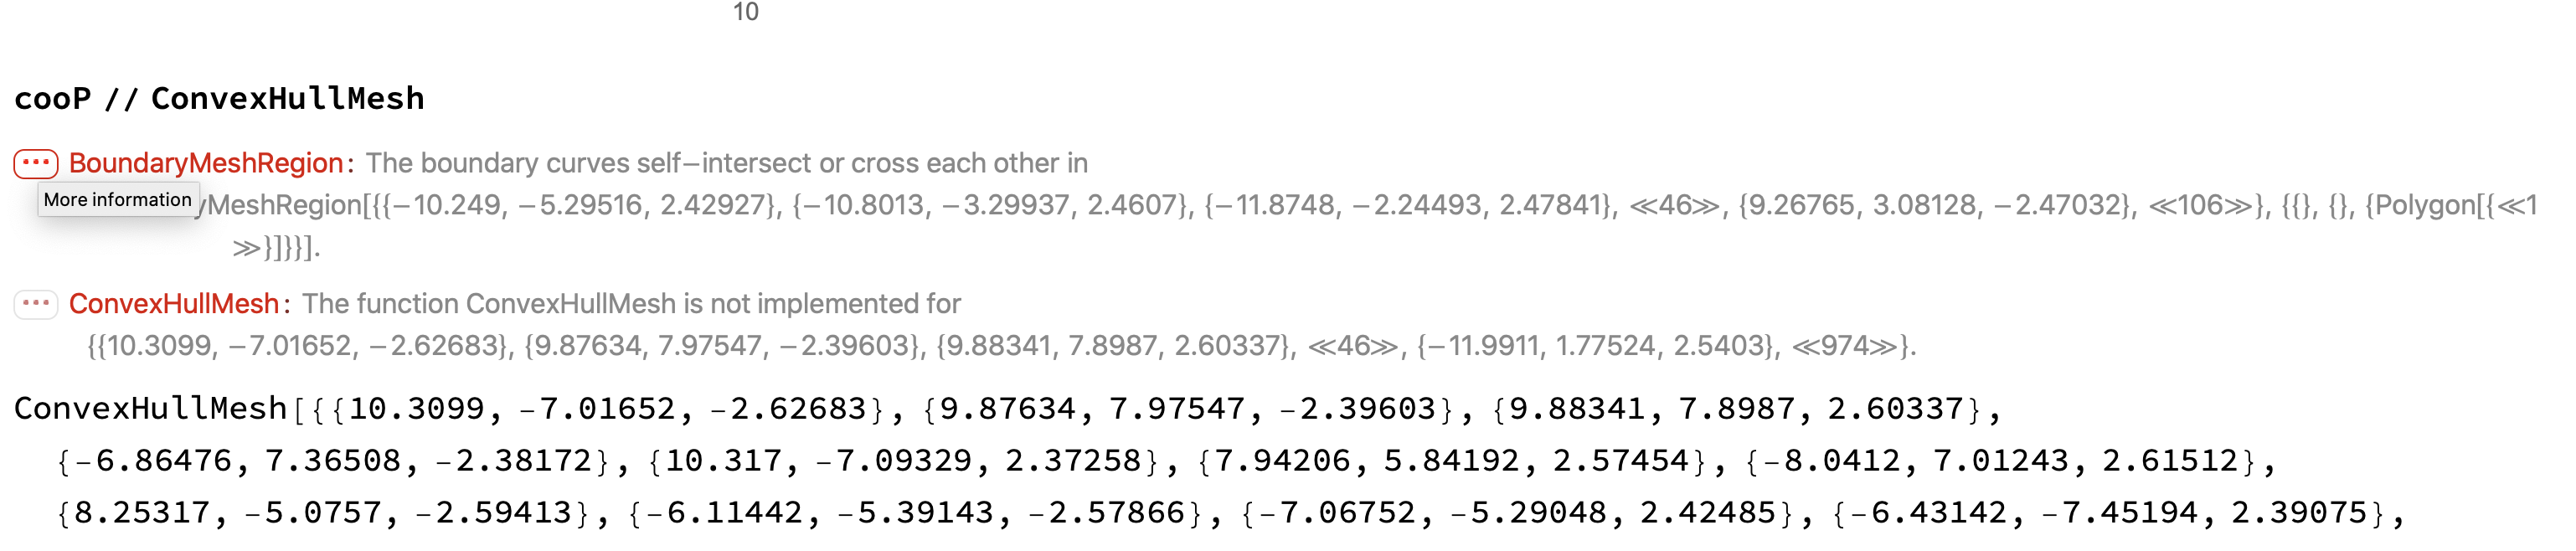 10
cooP // ConvexHullMesh
BoundaryMeshRegion: The boundary curves self–intersect or cross each other in
More information yMeshRegion[{{−10.249, −5.29516, 2.42927}, {−10.8013, −3.29937, 2.4607}, {−11.8748, −2.24493, 2.47841}, ≪46≫, {9.26765, 3.08128, −2.47032}, ≪106≫}, {{}, {}, {Polygon[{≪1
≫}]}}].
ConvexHullMesh: The function ConvexHullMesh is not implemented for
{{10.3099, −7.01652, −2.62683}, {9.87634, 7.97547, −2.39603}, {9.88341, 7.8987, 2.60337}, ≪46≫, {−11.9911, 1.77524, 2.5403}, ≪974≫}.
ConvexHullMesh[{{10.3099, -7.01652, -2.62683}, {9.87634, 7.97547, -2.39603}, {9.88341, 7.8987, 2.60337},
{-6.86476, 7.36508, -2.38172}, {10.317, -7.09329, 2.37258}, {7.94206, 5.84192, 2.57454}, {-8.0412, 7.01243, 2.61512},
{8.25317, -5.0757, -2.59413}, {-6.11442, -5.39143, -2.57866}, {-7.06752, -5.29048, 2.42485}, {-6.43142, -7.45194, 2.39075},